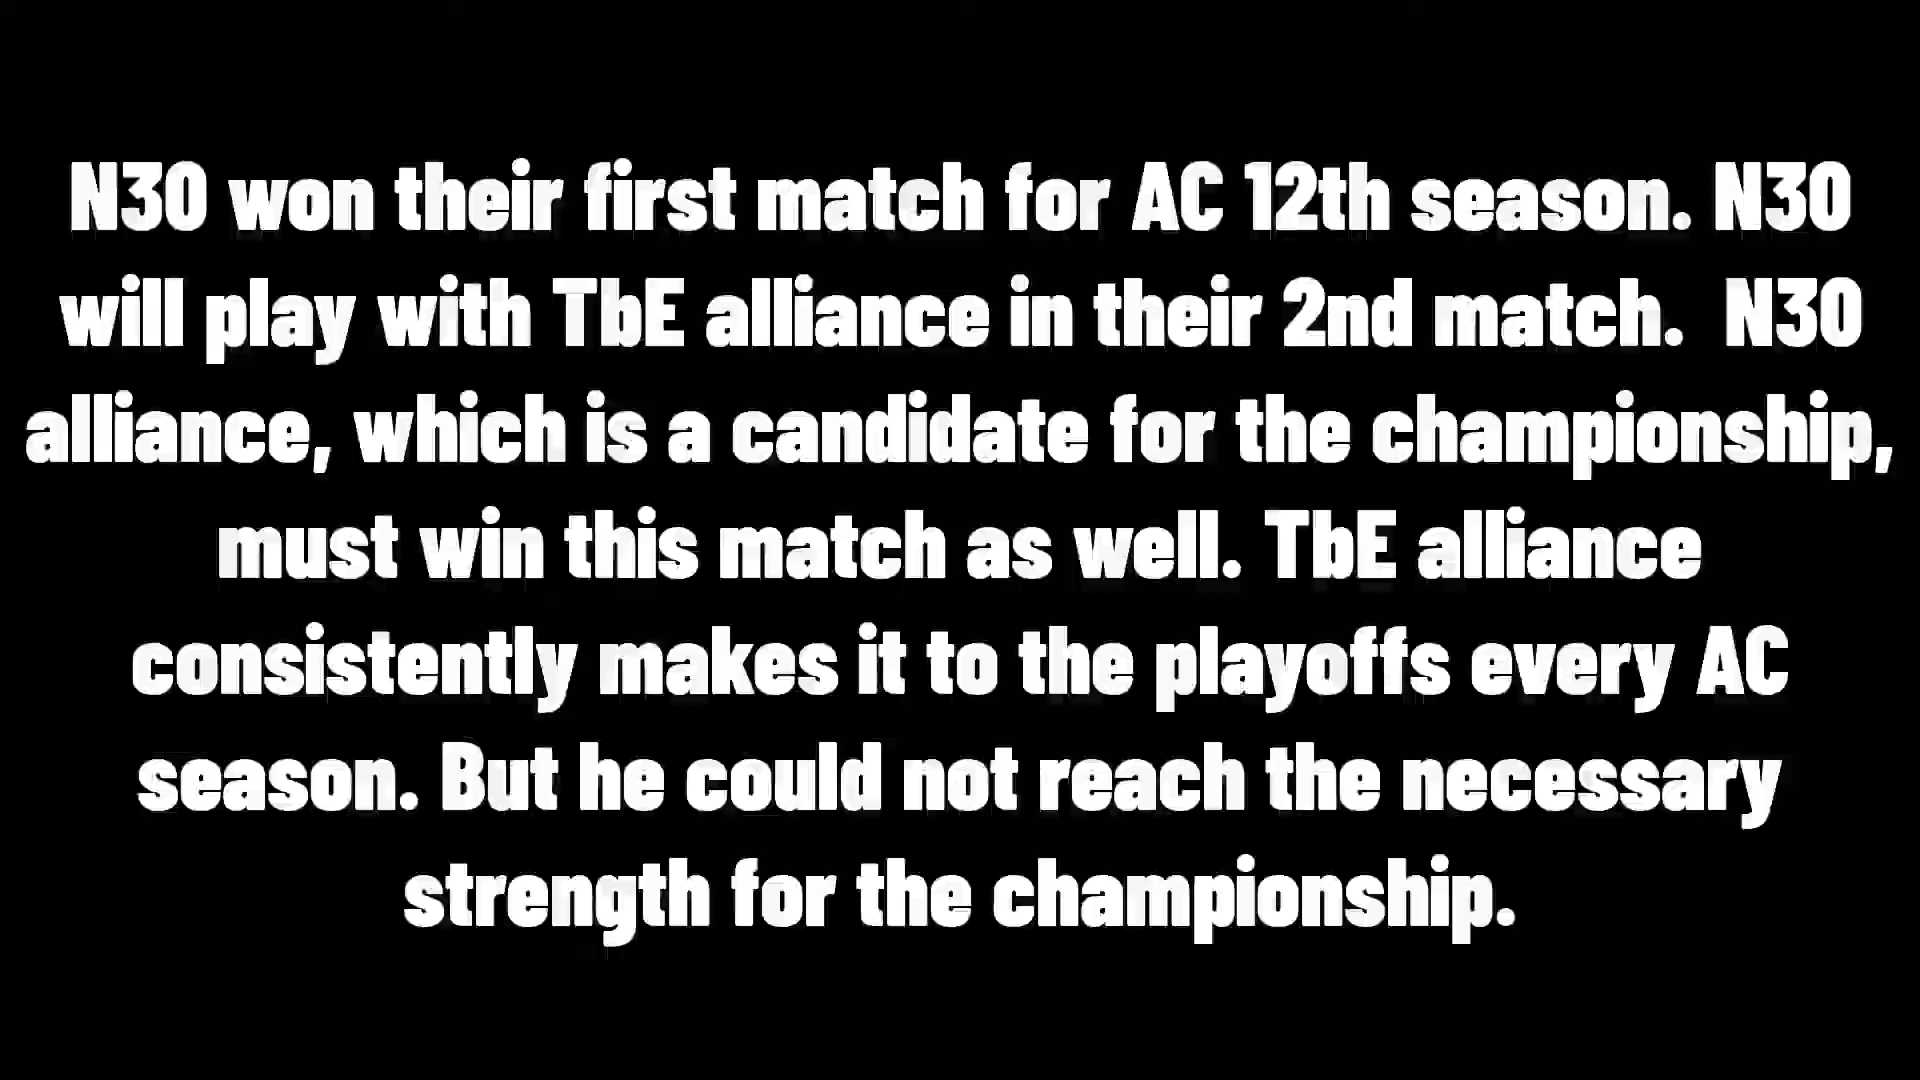 N30 won their first match for AC 12th season. N30
will play with TbE alliance in their 2nd match.  N30
alliance, which is a candidate for the championship,
must win this match as well. TbE alliance
consistently makes it to the playoffs every AC
season. But he could not reach the necessary
strength for the championship.